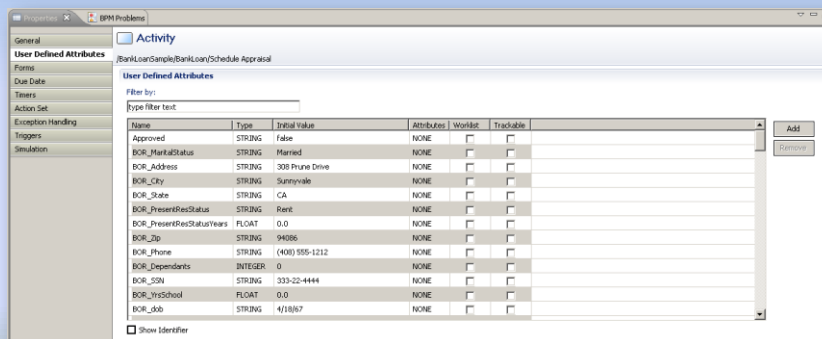 Properties BPM Problems
General
User Defined Attributes
Forms
Due Date
Timers
Action Set
Exception Handling
Triggers
Simulation
Activity
/BankLoanSample/BankLoan/Schedule Appraisal
User Defined Attributes
Filter by:
type filter text
Name Type Initial Value Attributes Worklist Trackable
Approved STRING false NONE
BOR_MaritalStatus STRING Married NONE
BOR_Address STRING 308 Prune Drive NONE
BOR_City STRING Sunnyvale NONE
BOR_State STRING CA NONE
BOR_PresentResStatus STRING Rent NONE
BOR_PresentResStatusYears FLOAT 0.0 NONE
BOR_Zip STRING 94086 NONE
BOR_Phone STRING (408) 555-1212 NONE
BOR_Dependants INTEGER 0 NONE
BOR_SSN STRING 333-22-4444 NONE
BOR_YrsSchool FLOAT 0.0 NONE
BOR_dob STRING 4/18/67 NONE
Add
Remove
Show Identifier